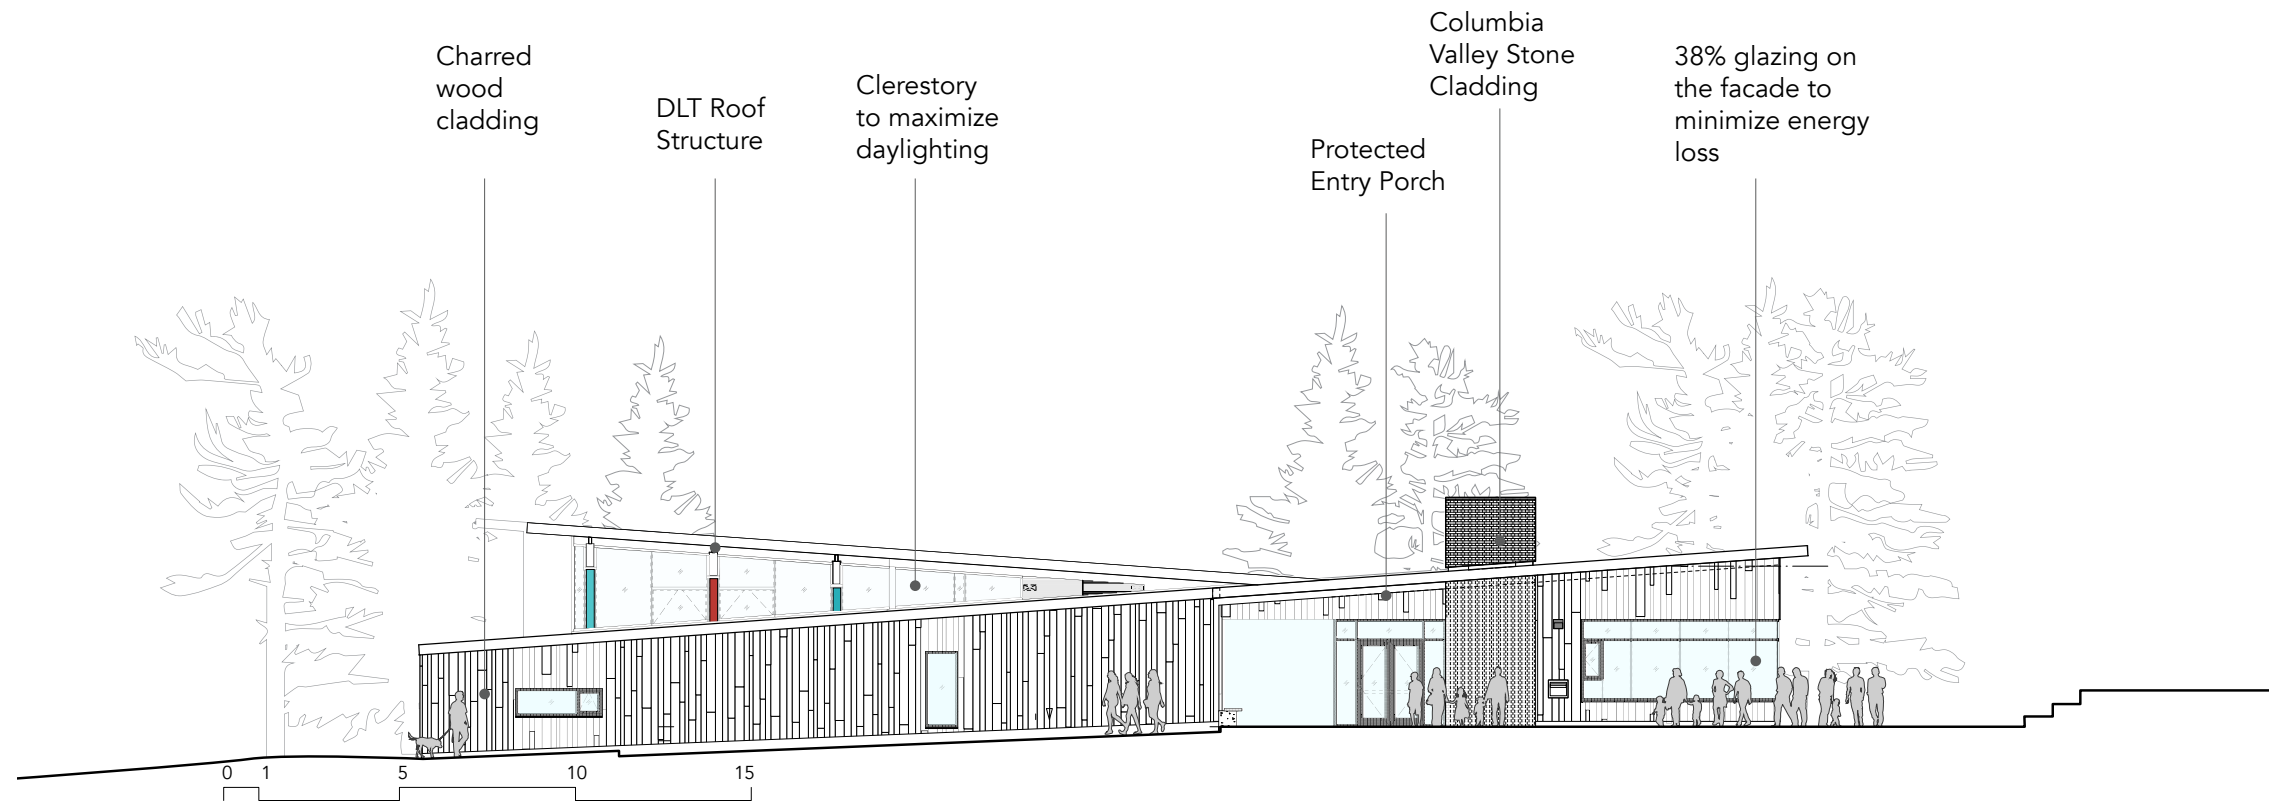 Charred
wood
cladding
DLT Roof
Structure
Clerestory
to maximize
daylighting
Protected
Entry Porch
Columbia
Valley Stone
Cladding
38% glazing on
the facade to
minimize energy
loss
0 1 5 10 15